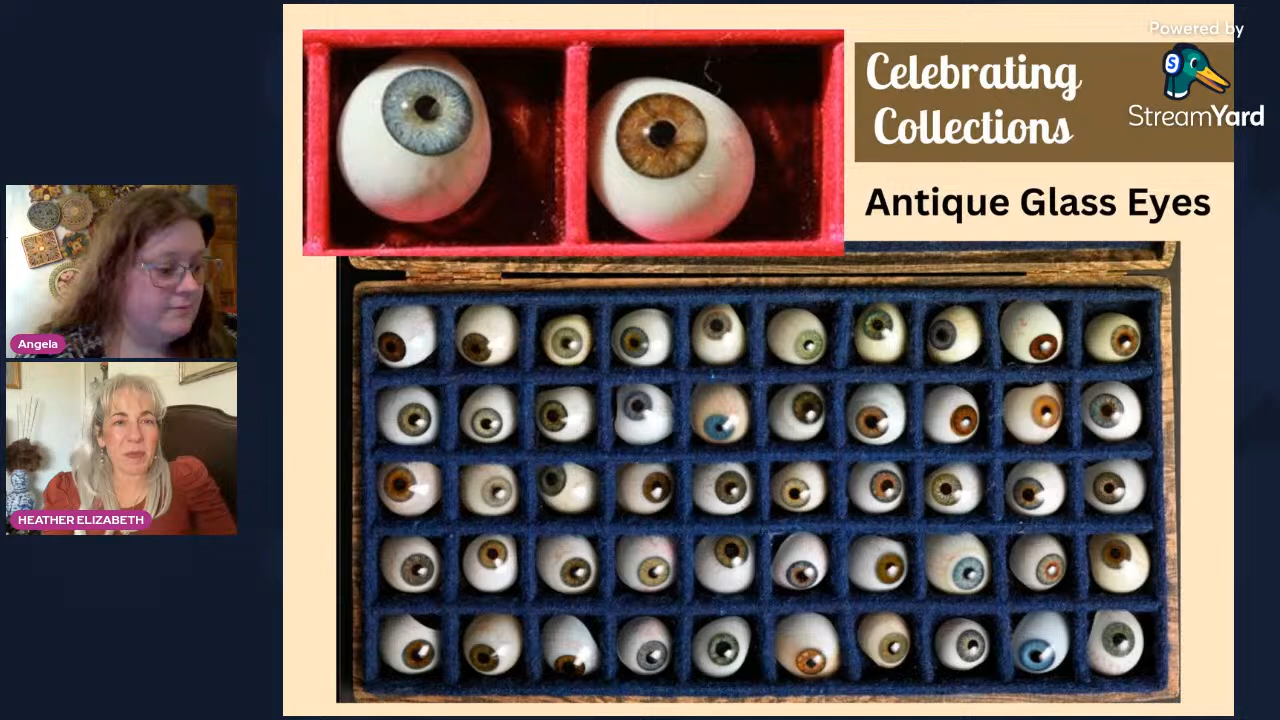 Powered by
StreamYard
Celebrating
Collections
Antique Glass Eyes
Angela
HEATHER ELIZABETH